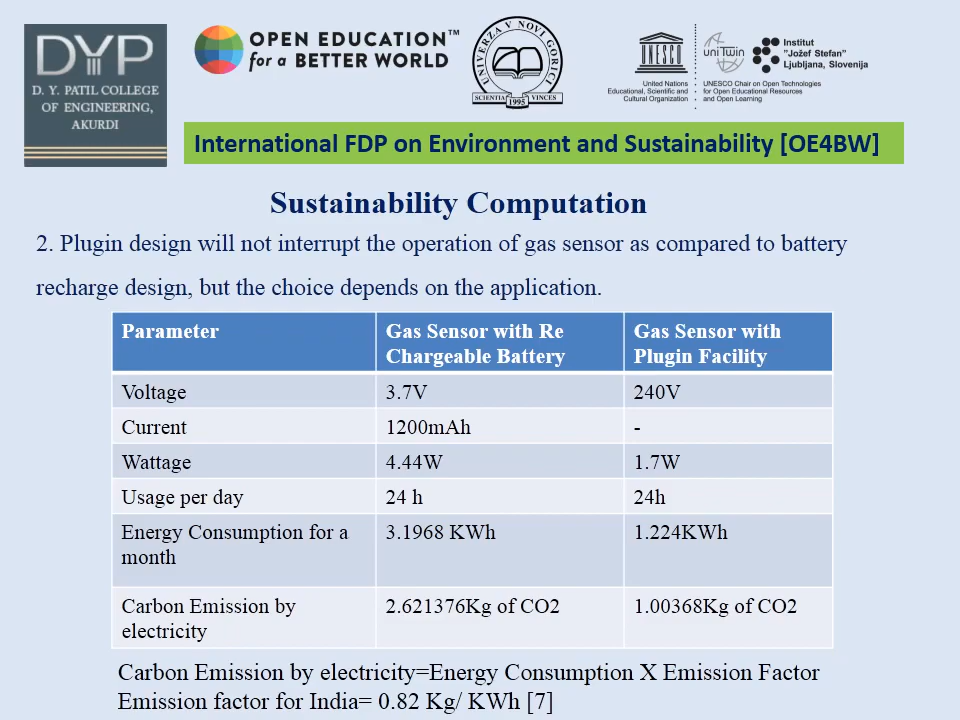 DYP
D. Y. PATIL COLLEGE
OF ENGINEERING,
AKURDI
OPEN EDUCATION™
for a BETTER WORLD
UNIVERZA V NOVI GORICI
SCIENTIA VINCES
1995
UNESCO
United Nations
Educational, Scientific and
Cultural Organization
uniTwin
Institut
"Jožef Stefan"
Ljubljana, Slovenija
UNESCO Chair on Open Technologies
for Open Educational Resources
and Open Learning
International FDP on Environment and Sustainability [OE4BW]
Sustainability Computation
2. Plugin design will not interrupt the operation of gas sensor as compared to battery
recharge design, but the choice depends on the application.
Parameter
Gas Sensor with Re
Chargeable Battery
Gas Sensor with
Plugin Facility
Voltage 3.7V 240V
Current 1200mAh -
Wattage 4.44W 1.7W
Usage per day 24 h 24h
Energy Consumption for a
month
3.1968 KWh 1.224KWh
Carbon Emission by
electricity
2.621376Kg of CO2 1.00368Kg of CO2
Carbon Emission by electricity=Energy Consumption X Emission Factor
Emission factor for India= 0.82 Kg/ KWh [7]